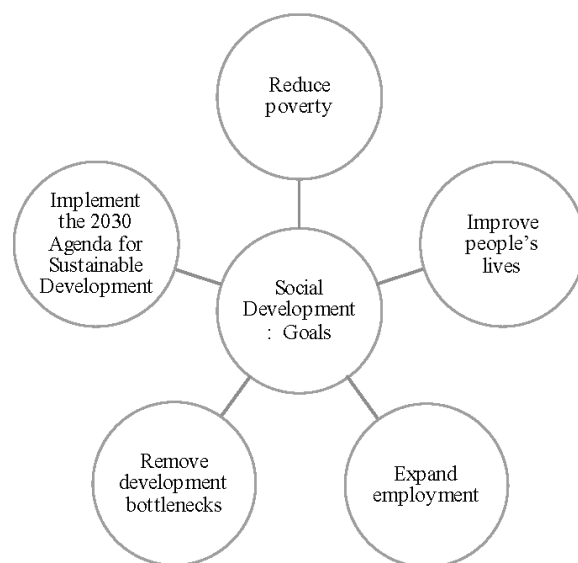 Reduce
poverty
Implement
the 2030
Agenda for
Sustainable
Development
Improve
people’s
lives
Social
Development
: Goals
Remove
development
bottlenecks
Expand
employment